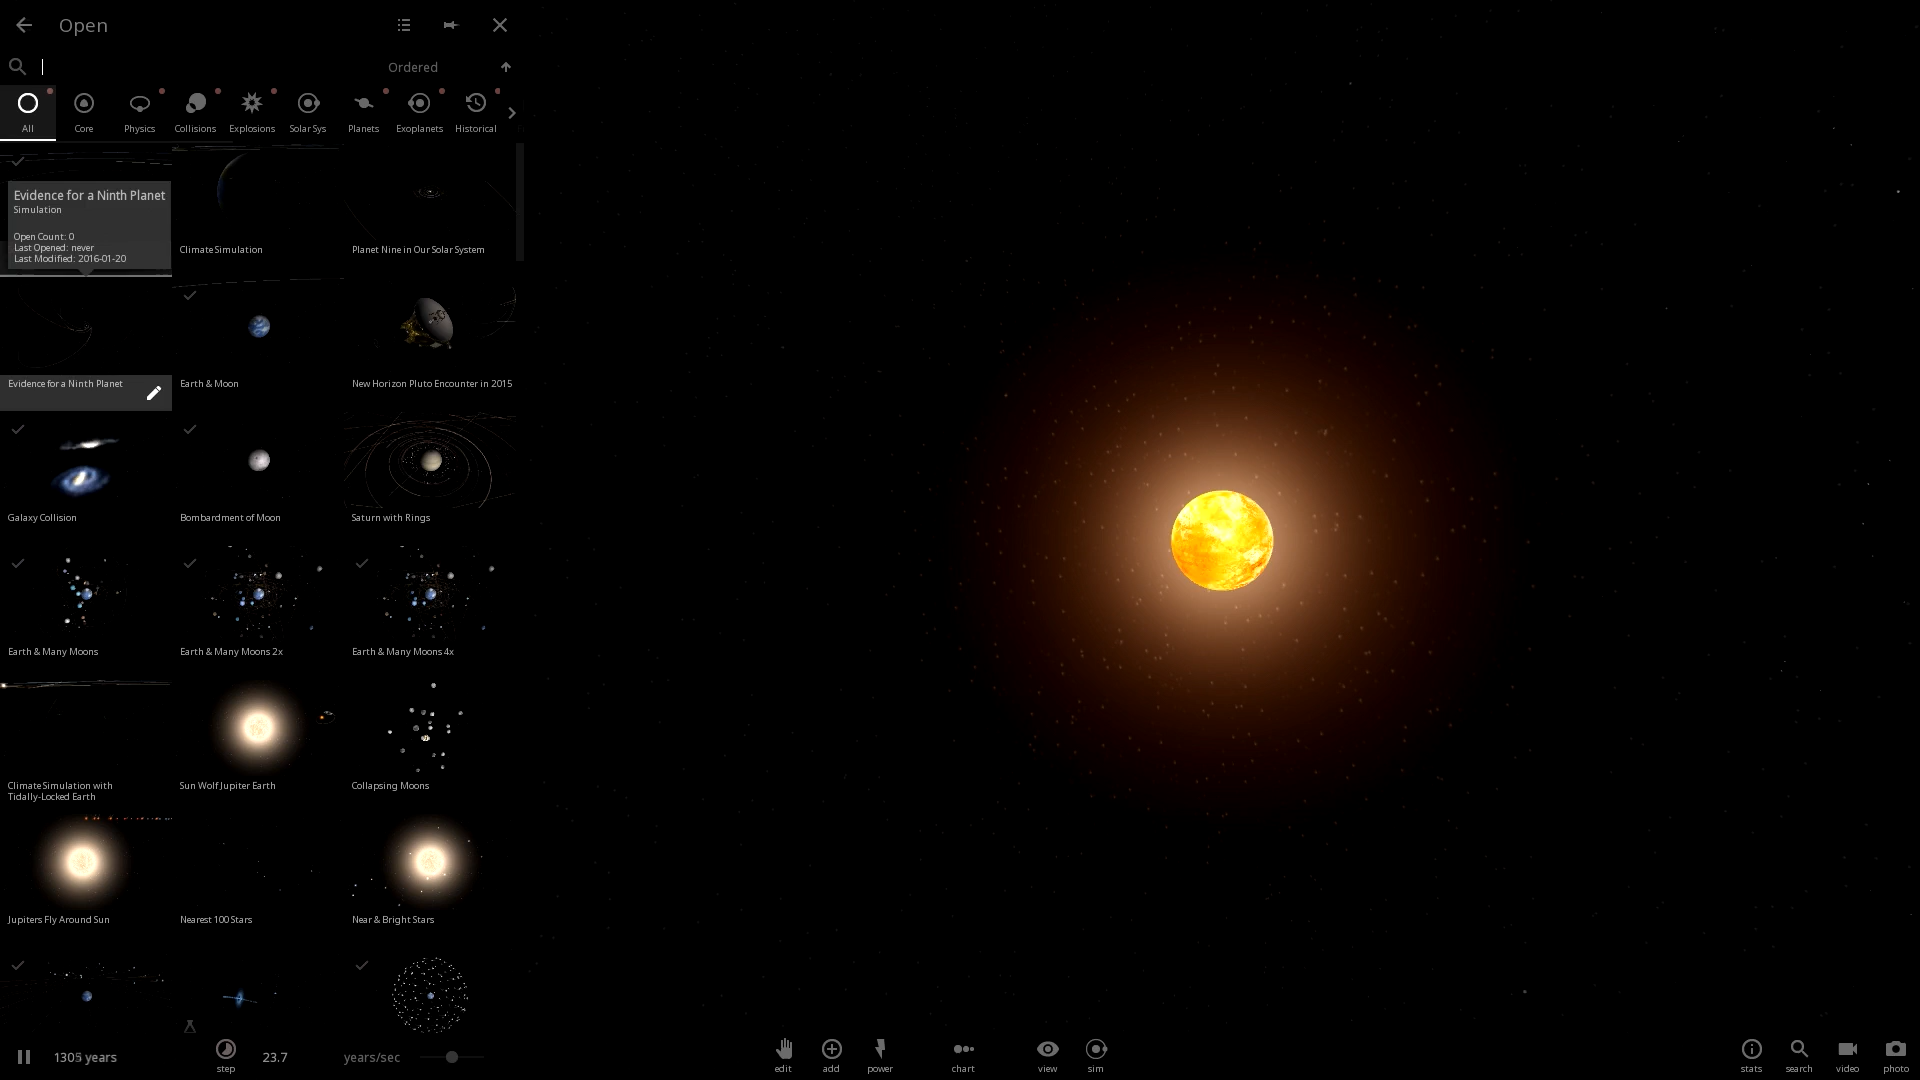 Open
Ordered
All
Core
Physics
Collisions
Explosions
Solar Sys
Planets
Exoplanets
Historical
Evidence for a Ninth Planet
Simulation
Open Count: 0
Last Opened: never
Last Modified: 2016-01-20
Climate Simulation
Planet Nine in Our Solar System
Evidence for a Ninth Planet
Earth & Moon
New Horizon Pluto Encounter in 2015
Galaxy Collision
Bombardment of Moon
Saturn with Rings
Earth & Many Moons
Earth & Many Moons 2x
Earth & Many Moons 4x
Climate Simulation with
Tidally-Locked Earth
Sun Wolf Jupiter Earth
Collapsing Moons
Jupiters Fly Around Sun
Nearest 100 Stars
Near & Bright Stars
years
step
23.7
years/sec
edit
add
power
chart
view
sim
stats
search
video
photo